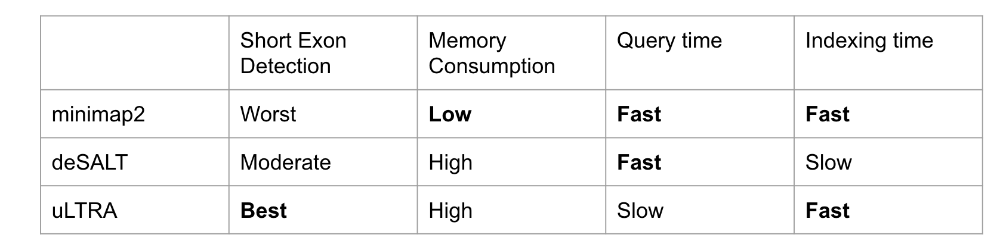 Short Exon Detection Memory Consumption Query time Indexing time
minimap2 Worst Low Fast Fast
deSALT Moderate High Fast Slow
uLTRA Best High Slow Fast